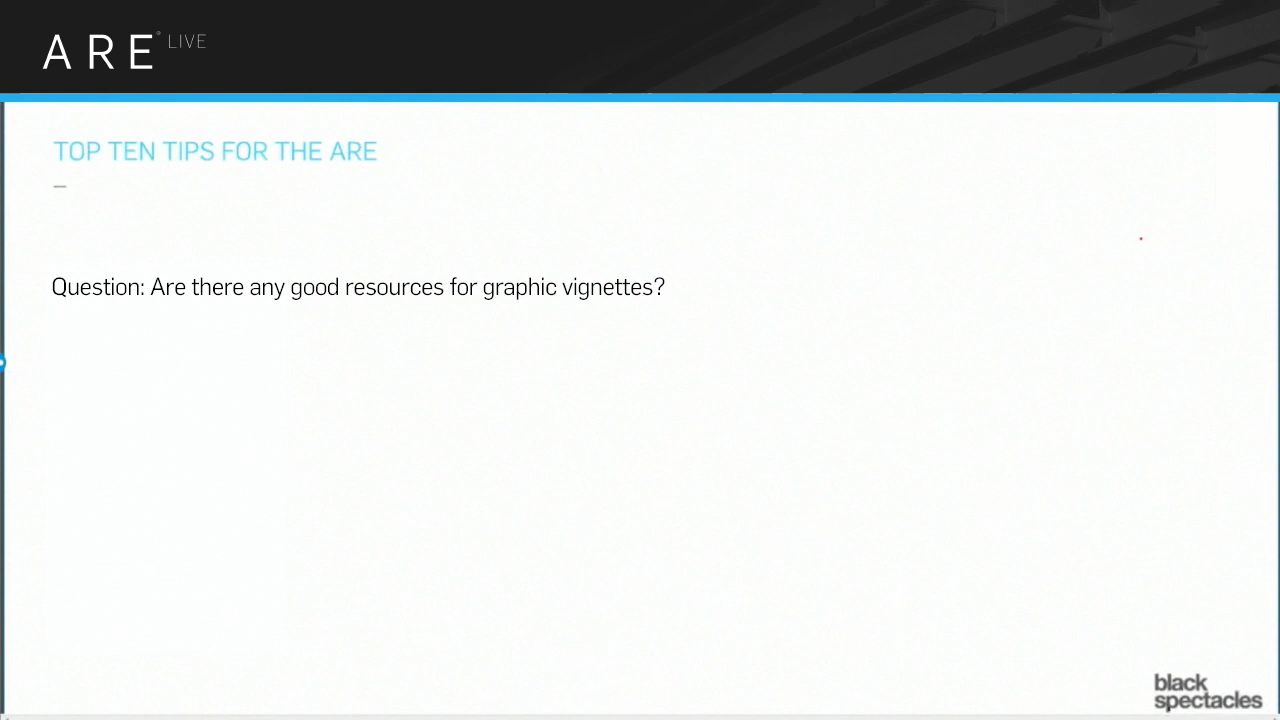 ARE® LIVE
TOP TEN TIPS FOR THE ARE
Question: Are there any good resources for graphic vignettes?
black
spectacles